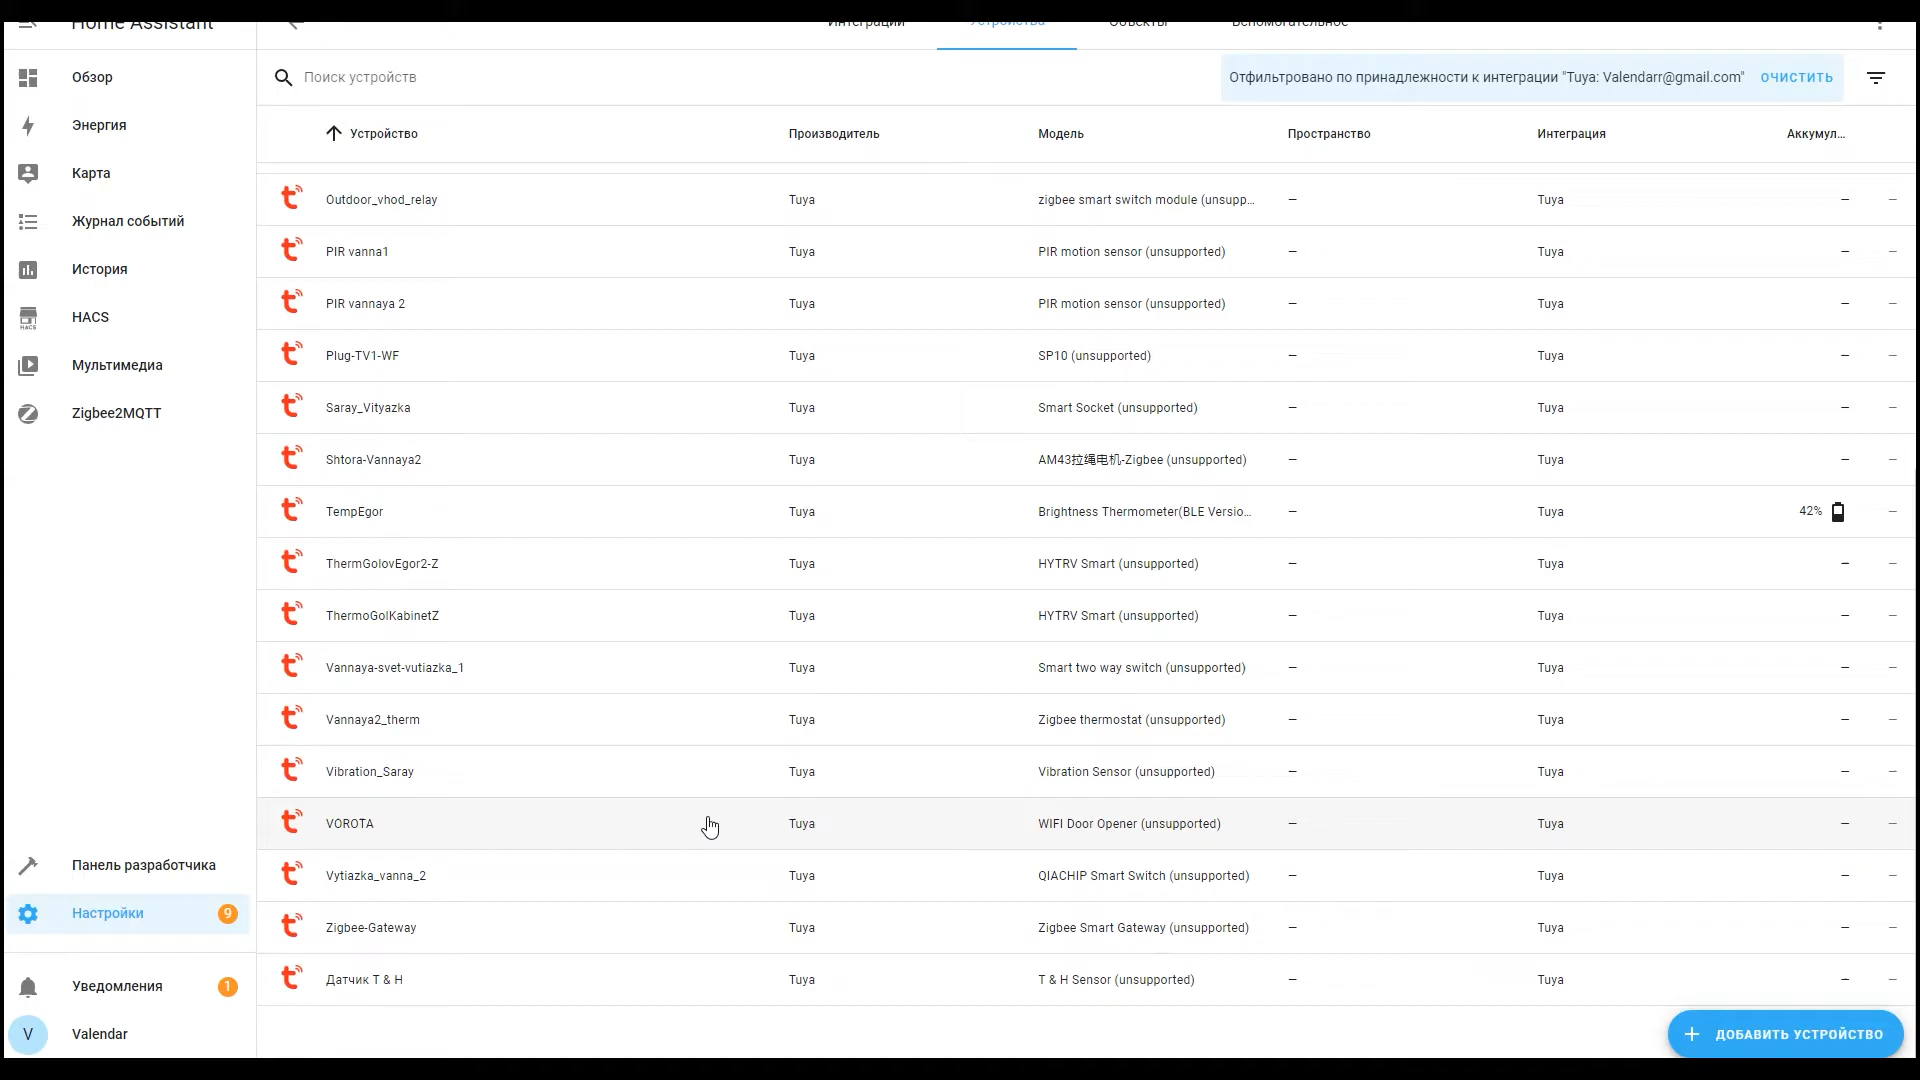 Home Assistant
Интеграции
Устройства
Объекты
Вспомогательное
Обзор
Энергия
Карта
Журнал событий
История
HACS
HACS
Мультимедиа
Zigbee2MQTT
Панель разработчика
Настройки 9
Уведомления 1
V Valendar
Поиск устройств
Отфильтровано по принадлежности к интеграции "Tuya: Valendarr@gmail.com" ОЧИСТИТЬ
Устройство Производитель Модель Пространство Интеграция Аккумул...
Outdoor_vhod_relay Tuya zigbee smart switch module (unsupp... — Tuya — —
PIR vanna1 Tuya PIR motion sensor (unsupported) — Tuya — —
PIR vannaya 2 Tuya PIR motion sensor (unsupported) — Tuya — —
Plug-TV1-WF Tuya SP10 (unsupported) — Tuya — —
Saray_Vityazka Tuya Smart Socket (unsupported) — Tuya — —
Shtora-Vannaya2 Tuya AM43拉绳电机-Zigbee (unsupported) — Tuya — —
TempEgor Tuya Brightness Thermometer(BLE Versio... — Tuya 42% —
ThermGolovEgor2-Z Tuya HYTRV Smart (unsupported) — Tuya — —
ThermoGolKabinetZ Tuya HYTRV Smart (unsupported) — Tuya — —
Vannaya-svet-vutiazka_1 Tuya Smart two way switch (unsupported) — Tuya — —
Vannaya2_therm Tuya Zigbee thermostat (unsupported) — Tuya — —
Vibration_Saray Tuya Vibration Sensor (unsupported) — Tuya — —
VOROTA Tuya WIFI Door Opener (unsupported) — Tuya — —
Vytiazka_vanna_2 Tuya QIACHIP Smart Switch (unsupported) — Tuya — —
Zigbee-Gateway Tuya Zigbee Smart Gateway (unsupported) — Tuya — —
Датчик T & H Tuya T & H Sensor (unsupported) — Tuya — —
ДОБАВИТЬ УСТРОЙСТВО